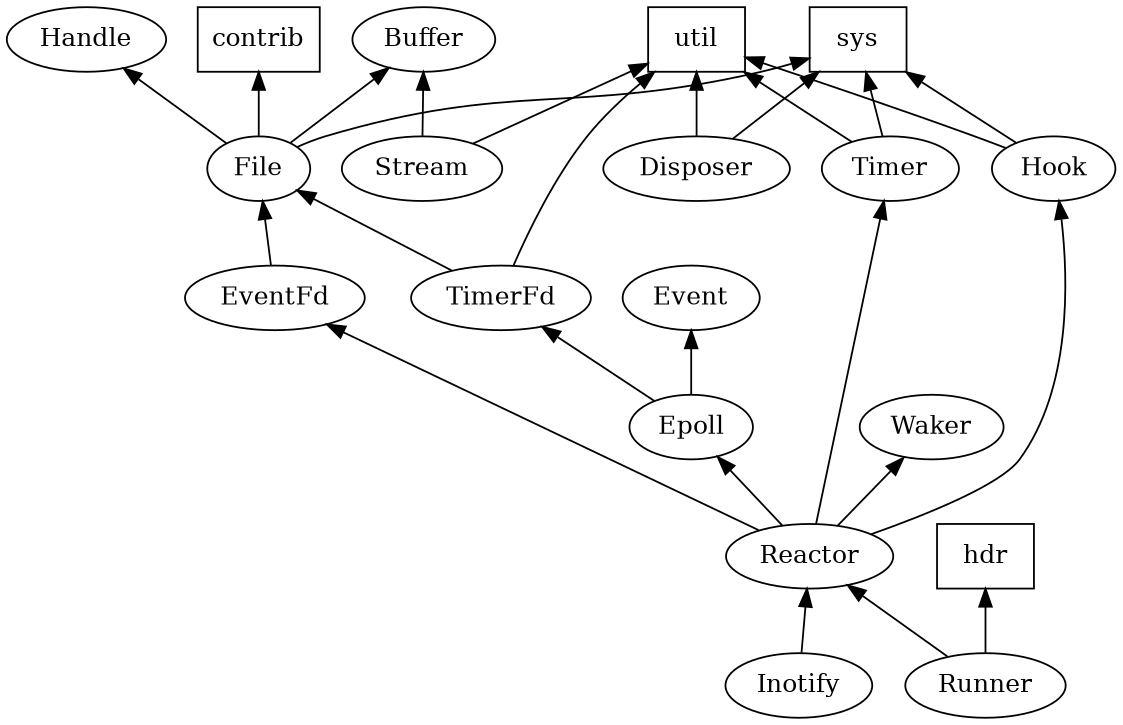 Handle
contrib
Buffer
util
sys
File
Stream
Disposer
Timer
Hook
EventFd
TimerFd
Event
Epoll
Waker
Reactor
hdr
Inotify
Runner